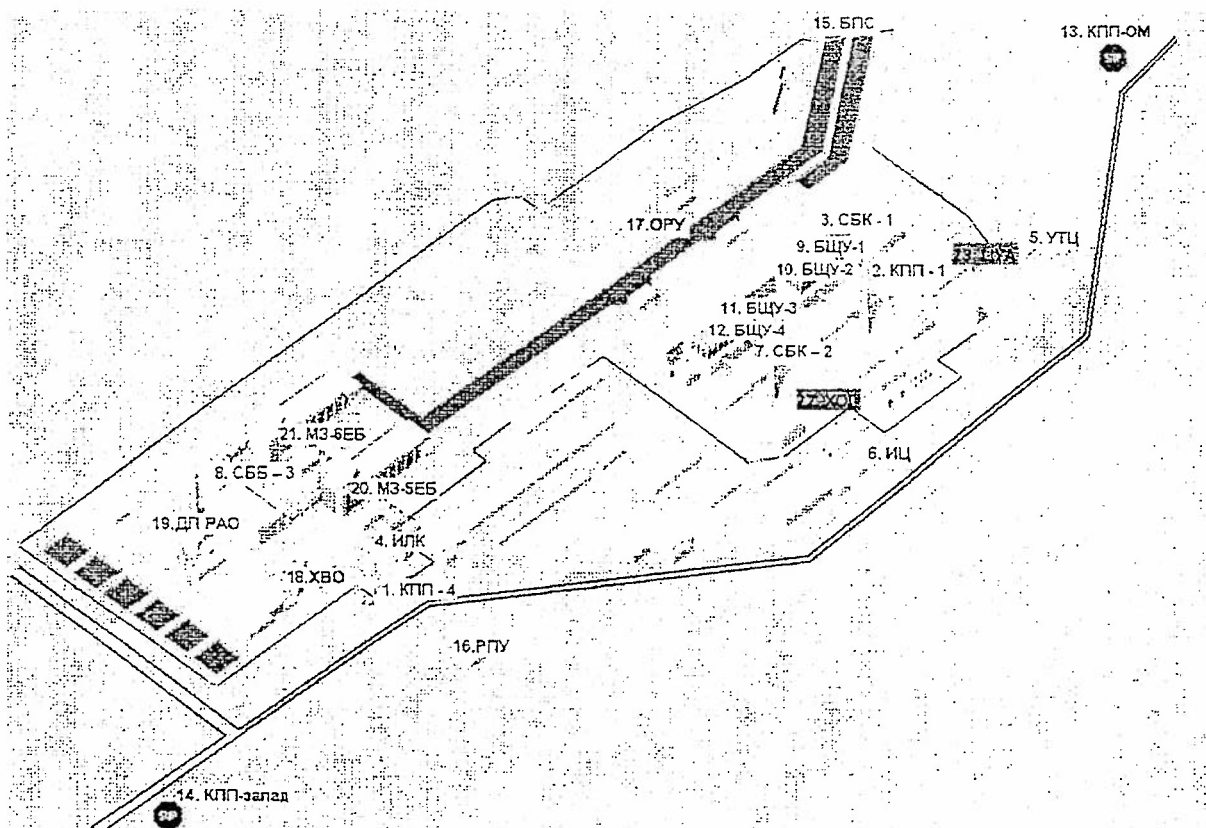 15. БПС
13. КПП-ОМ
17.ОРУ
3. СБК - 1
9. БЩУ-1
5. УТЦ
10. БЩУ-2
2. КПП - 1
11. БЩУ-3
12. БЩУ-4
7. СБК – 2
21. МЗ-6ЕБ
6. ИЦ
8. СББ – 3
20. МЗ-5ЕБ
19.ДП РАО
4. ИЛК
18.ХВО
1. КПП - 4
16.РПУ
14. КПП-запад